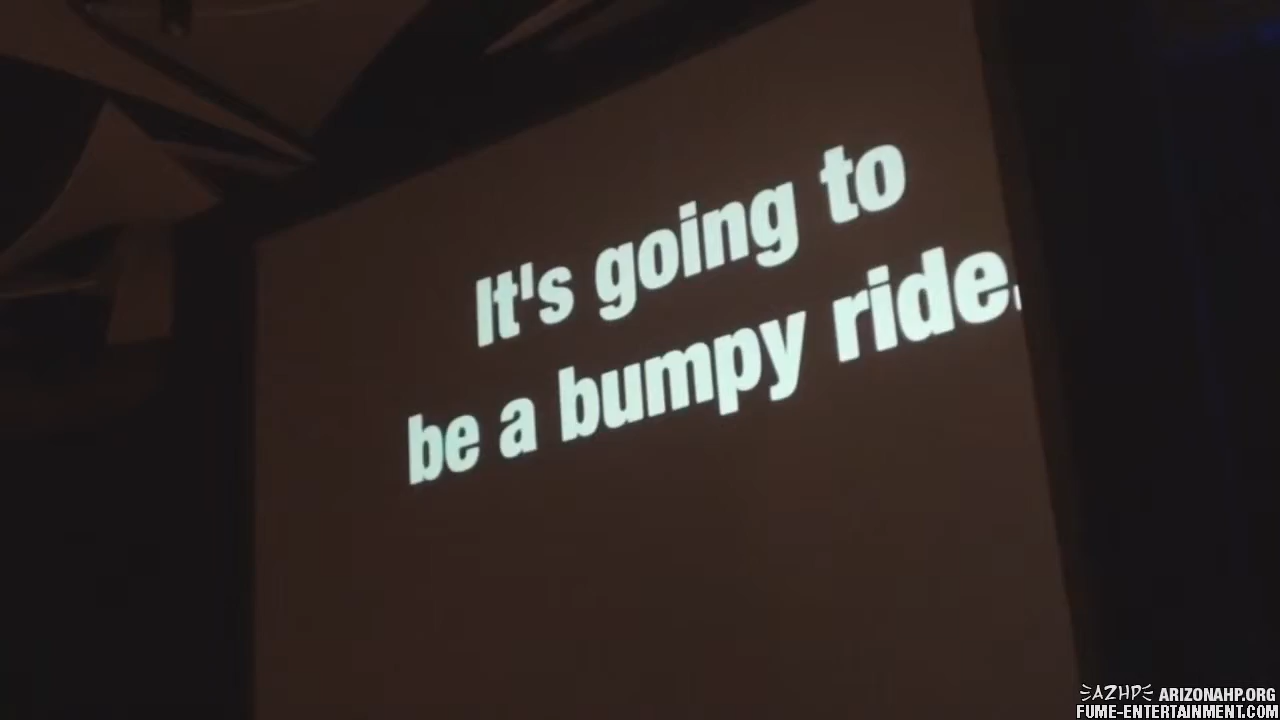 It's going to
be a bumpy ride.
AZHP ARIZONAHP.ORG
FUME-ENTERTAINMENT.COM